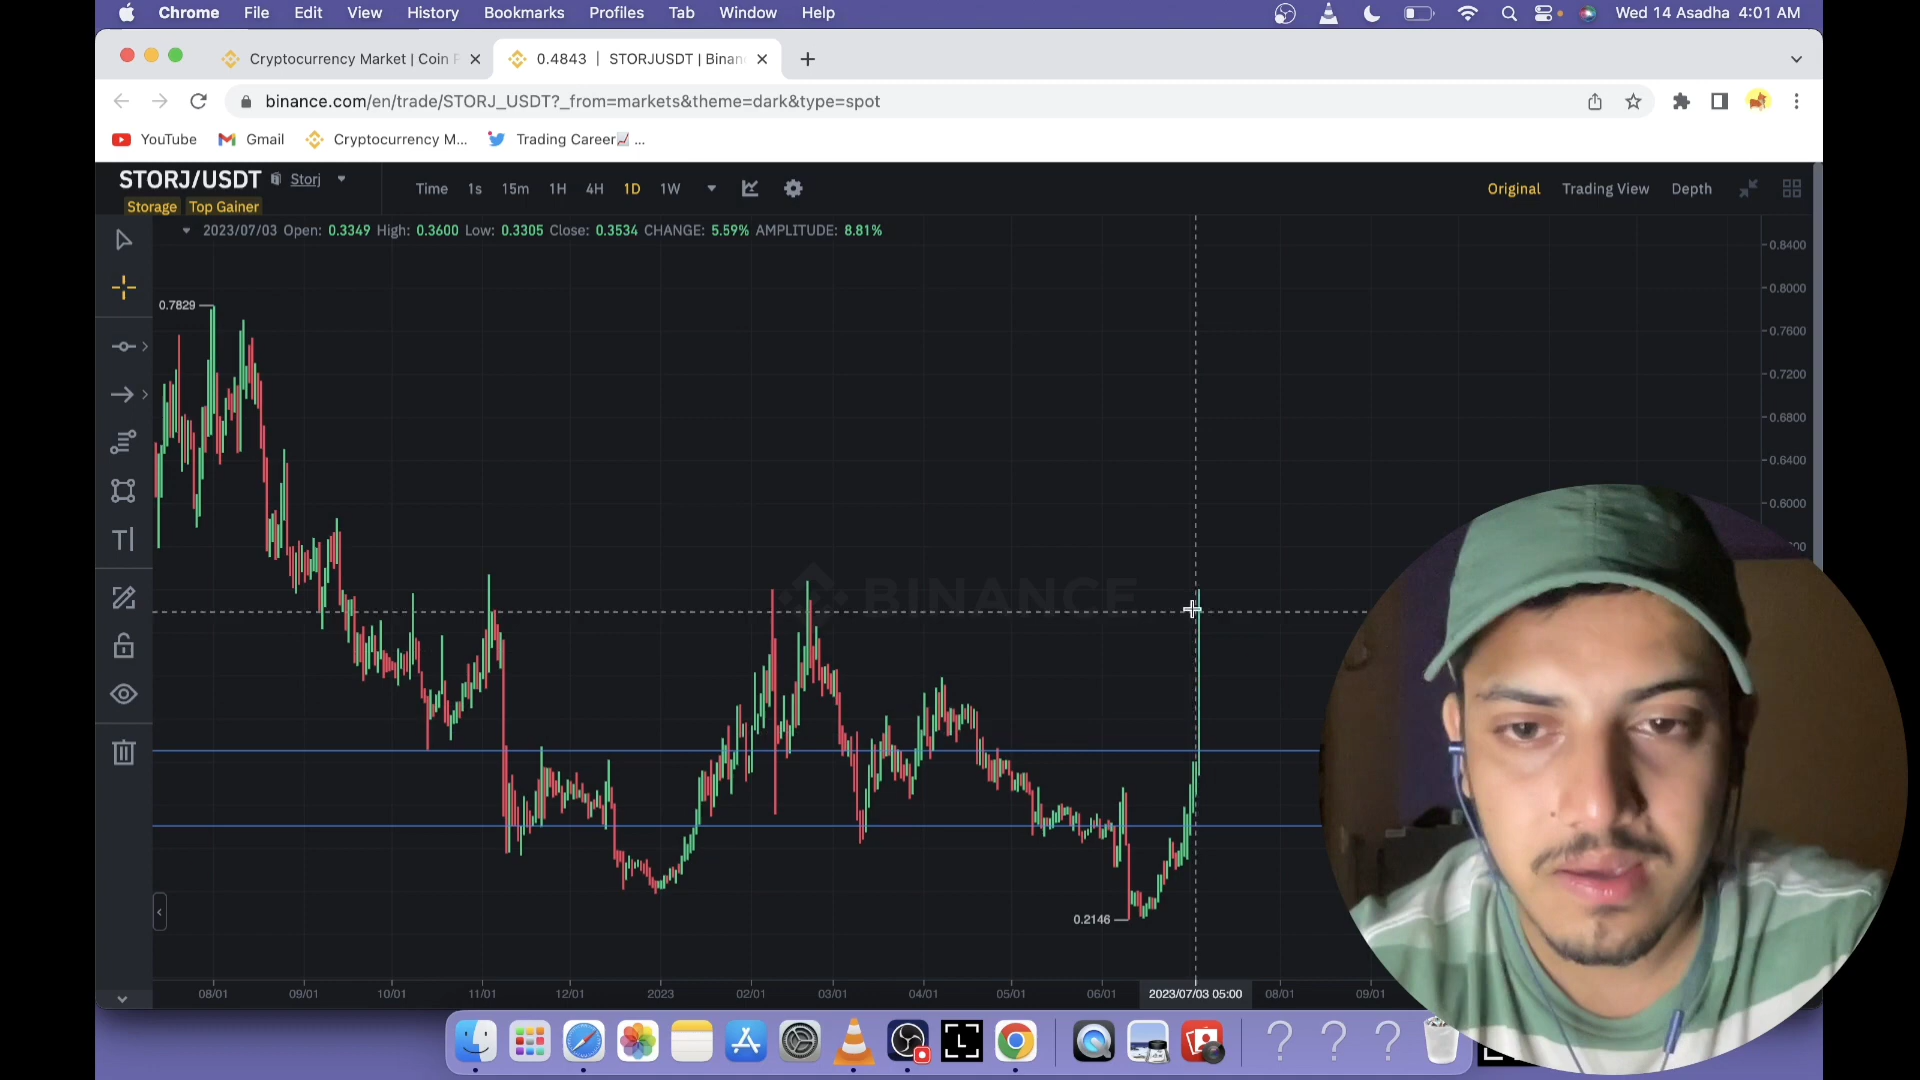 Chrome File Edit View History Bookmarks Profiles Tab Window Help Wed 14 Asadha 4:01 AM
Cryptocurrency Market | Coin 0.4843 | STORJUSDT | Binan
binance.com/en/trade/STORJ_USDT?_from=markets&theme=dark&type=spot
YouTube Gmail Cryptocurrency M... Trading Career📈 ...
STORJ/USDT Storj Time 1s 15m 1H 4H 1D 1W Original Trading View Depth
Storage Top Gainer
2023/07/03 Open: 0.3349 High: 0.3600 Low: 0.3305 Close: 0.3534 CHANGE: 5.59% AMPLITUDE: 8.81%
0.8400
0.8000
0.7829
0.7600
0.7200
0.6800
0.6400
0.6000
BINANCE
0.2146
08/01 09/01 10/01 11/01 12/01 2023 02/01 03/01 04/01 05/01 06/01 2023/07/03 05:00 08/01 09/01